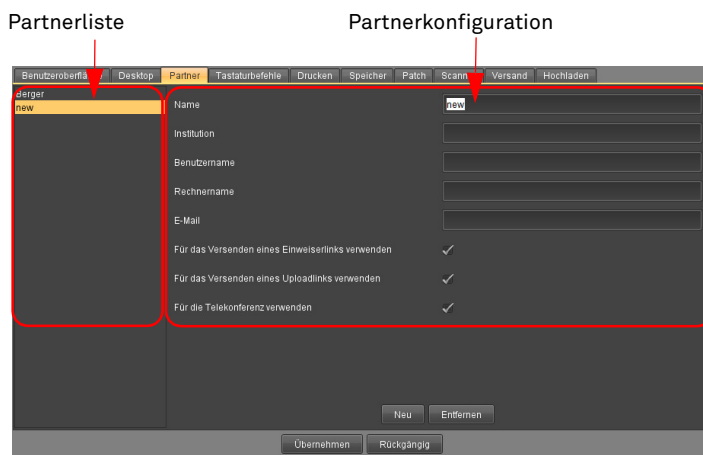 Partnerliste
Partnerkonfiguration
Desktop Partner Tastaturbefehle Drucken Speicher Patch Versand Hochladen
Berger
new
Name new
Institution
Benutzername
Rechnername
E-Mail
Für das Versenden eines Einweiserlinks verwenden
Für das Versenden eines Uploadlinks verwenden
Für die Telekonferenz verwenden
Neu Entfernen
Übernehmen Rückgängig